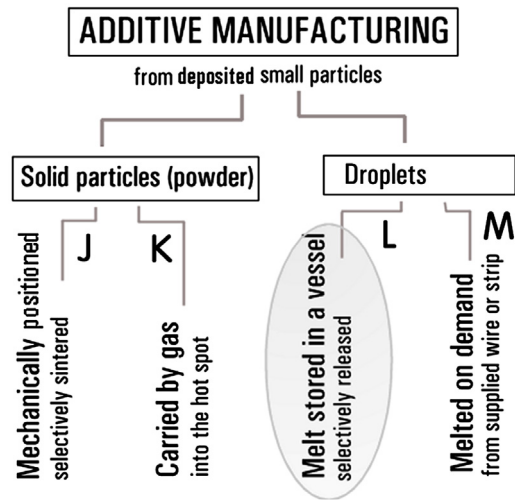 ADDITIVE MANUFACTURING
from deposited small particles
Solid particles (powder)
Droplets
J
K
L
M
Mechanically positioned
selectively sintered
Carried by gas
into the hot spot
Melt stored in a vessel
selectively released
Melted on demand
from supplied wire or strip